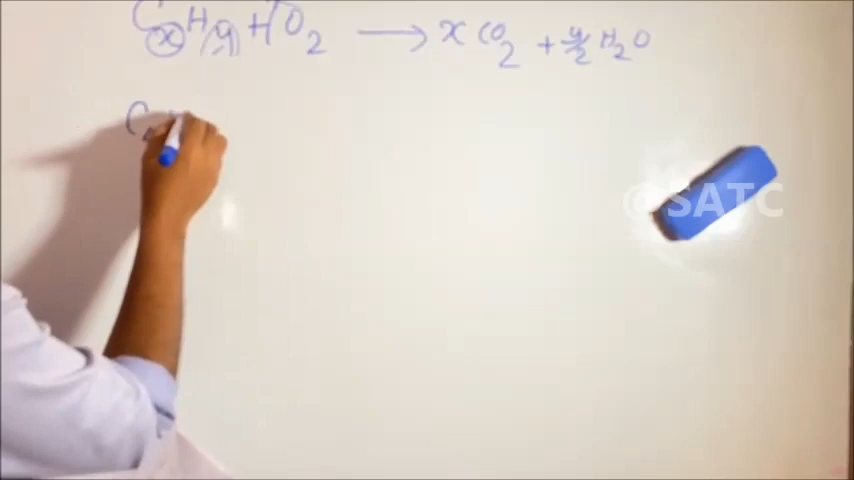 CxHy + O2 → x CO2 + y/2 H2O
C
@SATC